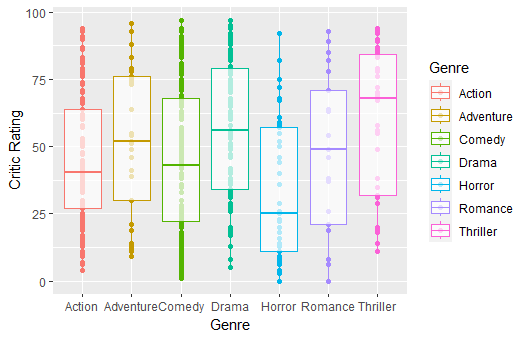 100
75
50
25
0
Critic Rating
Action Adventure Comedy Drama Horror Romance Thriller
Genre
Genre
Action
Adventure
Comedy
Drama
Horror
Romance
Thriller